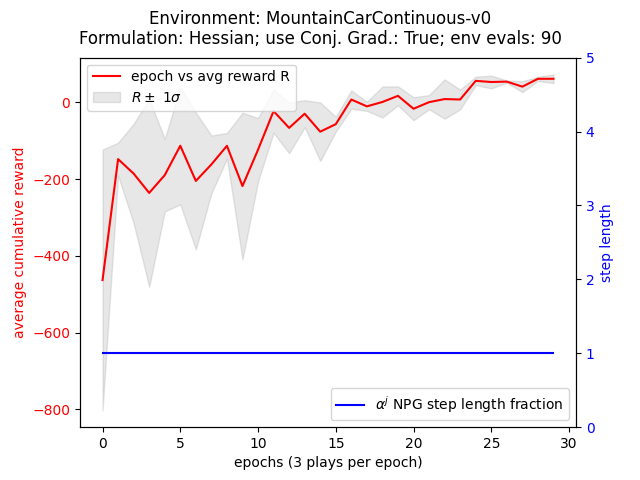 Environment: MountainCarContinuous-v0
Formulation: Hessian; use Conj. Grad.: True; env evals: 90
epoch vs avg reward R
R ± 1σ
α^j NPG step length fraction
average cumulative reward
0
−200
−400
−600
−800
step length
5
4
3
2
1
0
0 5 10 15 20 25 30
epochs (3 plays per epoch)